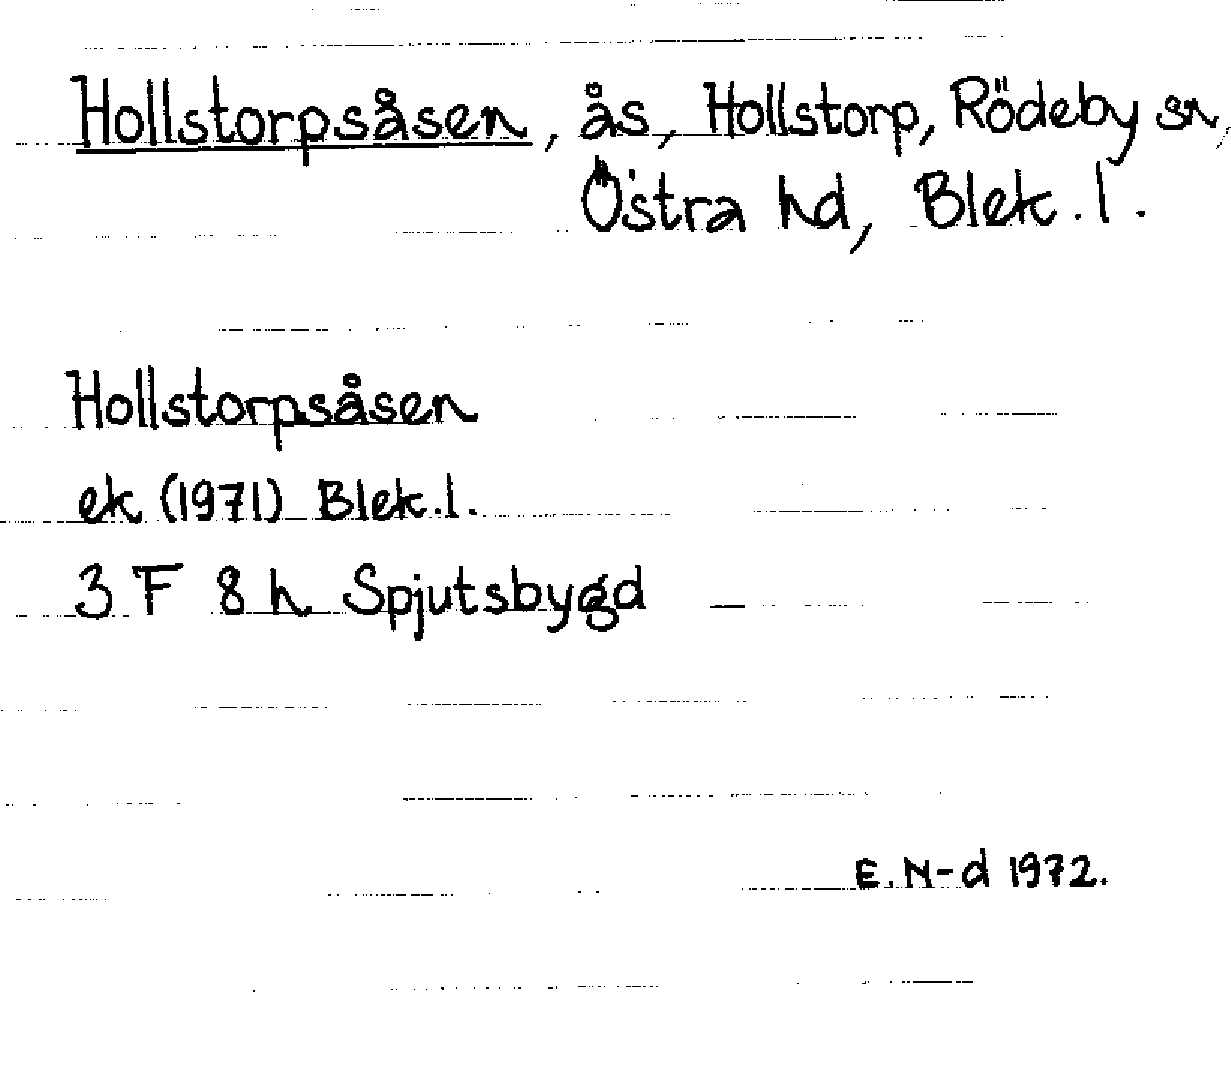 Hollstorpsåsen, ås, Hollstorp, Rödeby sn,
Östra hd, Blek. l.
Hollstorpsåsen
ek (1971) Blek. l.
3 F 8 h Spjutsbygd
E. N-d 1972.